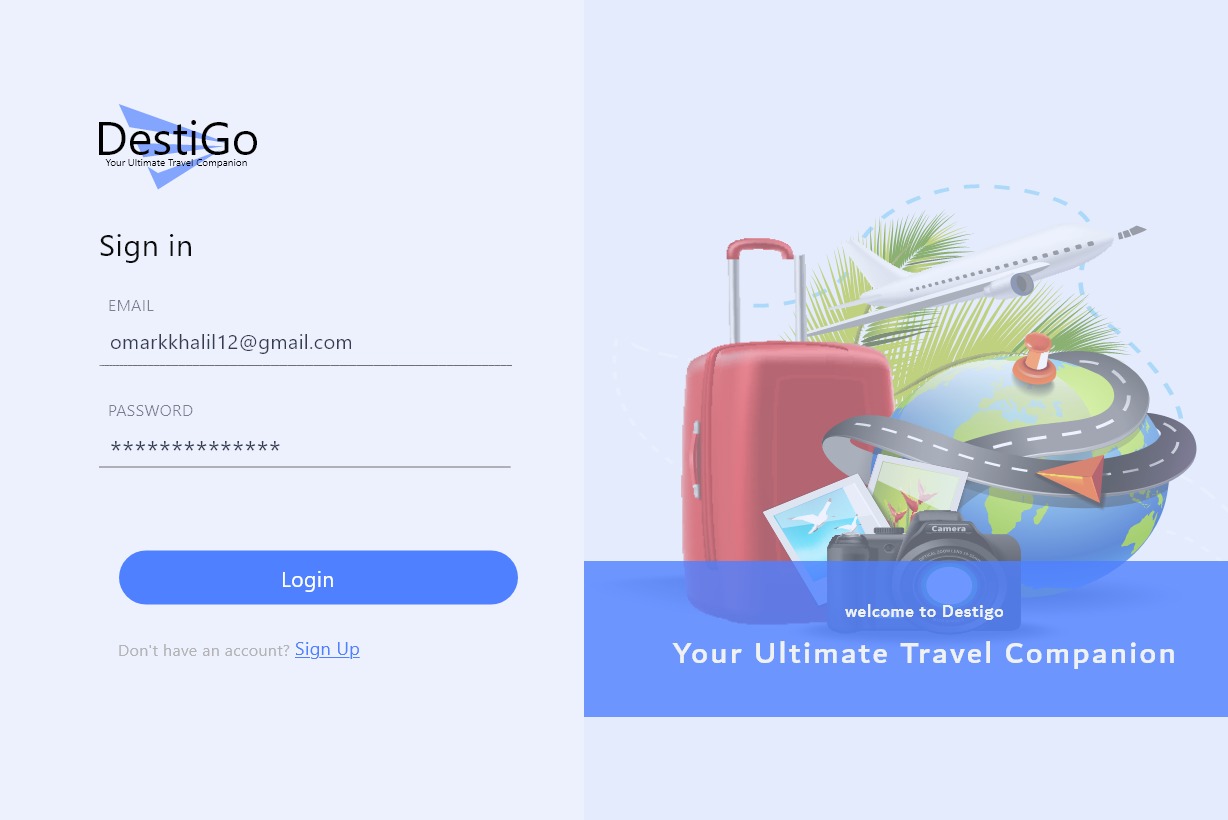 DestiGo
Your Ultimate Travel Companion
Sign in
EMAIL
omarkkhalil12@gmail.com
PASSWORD
**************
Login
Don't have an account? Sign Up
Camera
welcome to Destigo
Your Ultimate Travel Companion